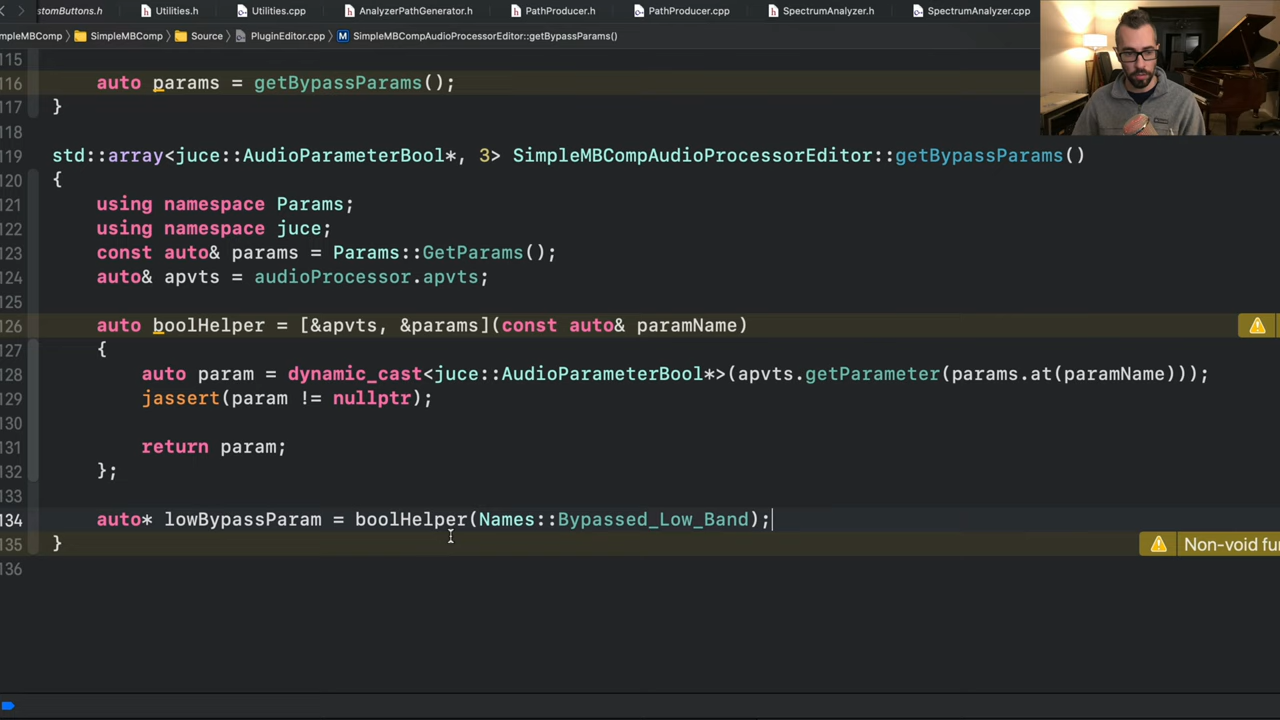 stomButtons.h Utilities.h Utilities.cpp AnalyzerPathGenerator.h PathProducer.h PathProducer.cpp SpectrumAnalyzer.h SpectrumAnalyzer.cpp
impleMBComp SimpleMBComp Source PluginEditor.cpp M SimpleMBCompAudioProcessorEditor::getBypassParams()
115
116 auto params = getBypassParams();
117 }
118
119 std::array<juce::AudioParameterBool*, 3> SimpleMBCompAudioProcessorEditor::getBypassParams()
120 {
121 using namespace Params;
122 using namespace juce;
123 const auto& params = Params::GetParams();
124 auto& apvts = audioProcessor.apvts;
125
126 auto boolHelper = [&apvts, &params](const auto& paramName)
127 {
128 auto param = dynamic_cast<juce::AudioParameterBool*>(apvts.getParameter(params.at(paramName)));
129 jassert(param != nullptr);
130
131 return param;
132 };
133
134 auto* lowBypassParam = boolHelper(Names::Bypassed_Low_Band);
135 } Non-void fu
136